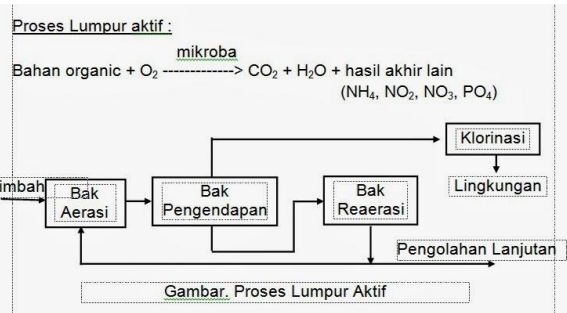 Proses Lumpur aktif :
mikroba
Bahan organic + O₂ -------------> CO₂ + H₂O + hasil akhir lain
(NH₄, NO₂, NO₃, PO₄)
Klorinasi
imbah
Bak
Aerasi
Bak
Pengendapan
Bak
Reaerasi
Lingkungan
Pengolahan Lanjutan
Gambar. Proses Lumpur Aktif